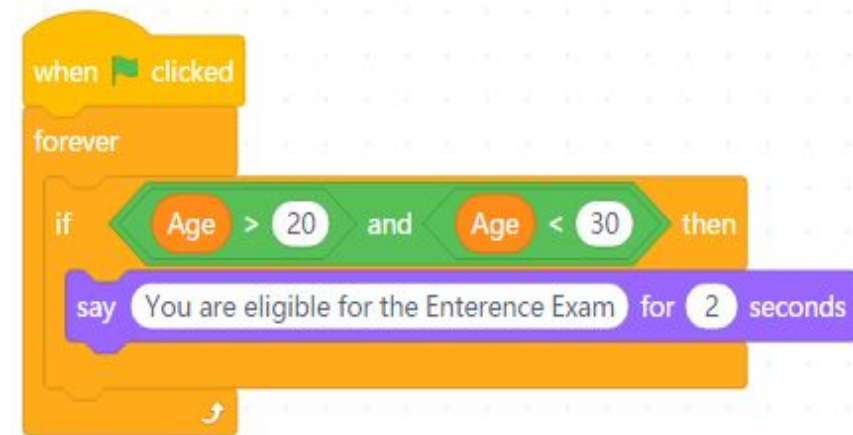 when clicked
forever
if Age > 20 and Age < 30 then
say You are eligible for the Enterence Exam for 2 seconds